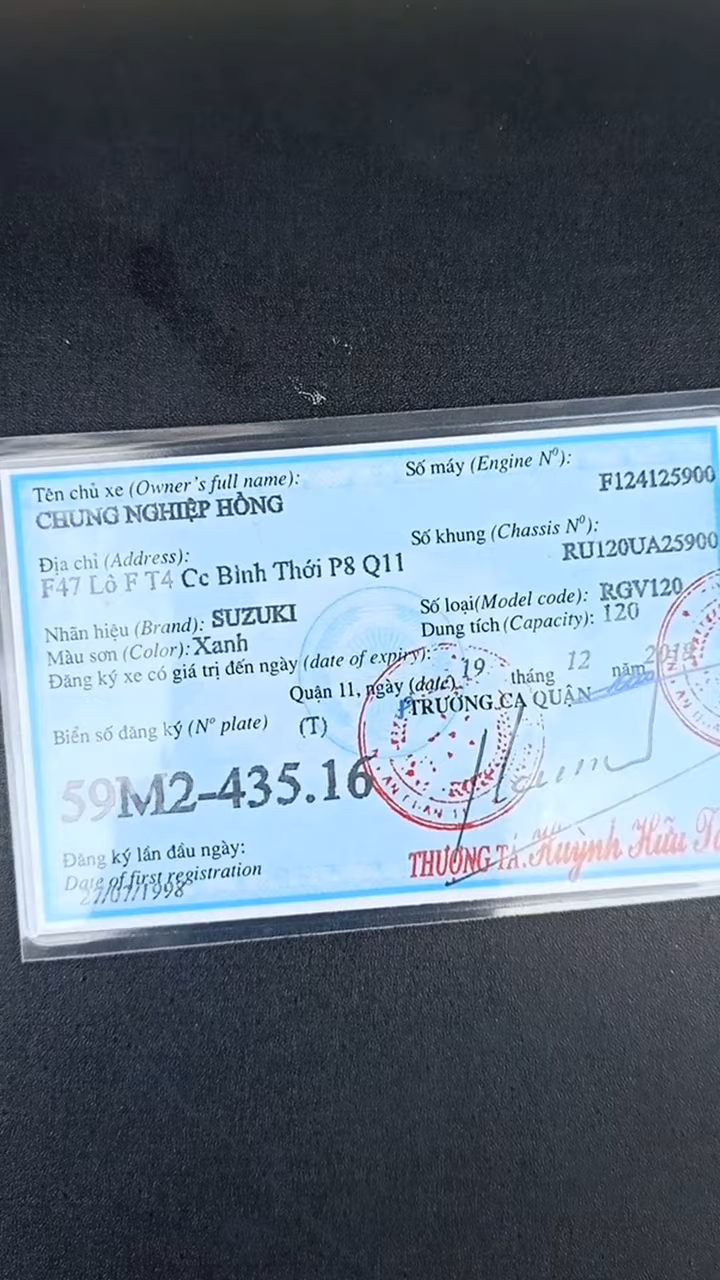 Tên chủ xe (Owner's full name):
CHUNG NGHIỆP HỒNG
Số máy (Engine Nº):
F124125900
Địa chỉ (Address):
F47 Lô F T4 Cc Bình Thới P8 Q11
Số khung (Chassis Nº):
RU120UA25900
Nhãn hiệu (Brand): SUZUKI
Số loại(Model code): RGV120
Màu sơn (Color): Xanh
Dung tích (Capacity): 120
Đăng ký xe có giá trị đến ngày (date of expiry):
Quận 11, ngày (date) 19 tháng 12 năm
TRƯỞNG CA QUẬN
Biển số đăng ký (Nº plate) (T)
59M2-435.16
Đăng ký lần đầu ngày:
Date of first registration
27/07/1998
THƯỢNG TÁ. Huỳnh Hữu